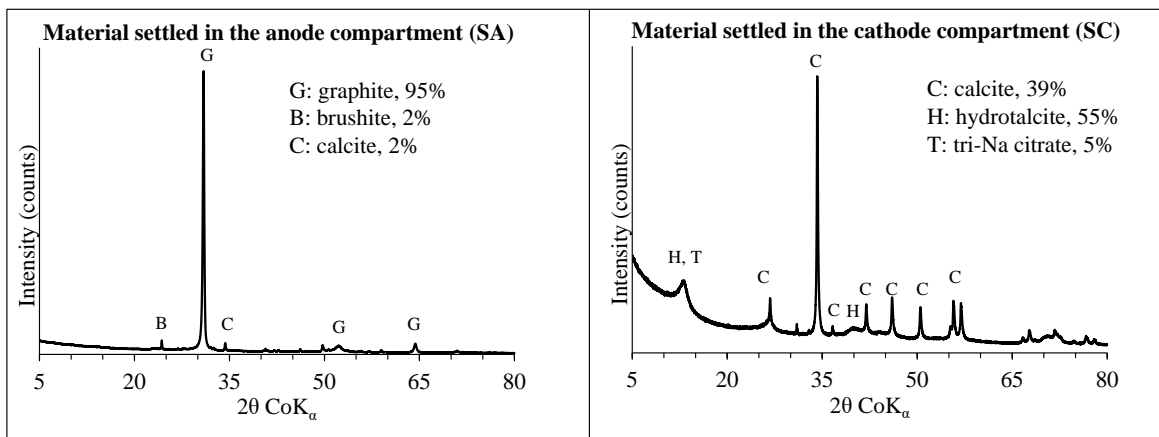 Material settled in the anode compartment (SA)
G
G: graphite, 95%
B: brushite, 2%
C: calcite, 2%
Intensity (counts)
B
C
G
G
5
35
50
65
80
2θ CoKα
Material settled in the cathode compartment (SC)
C
C: calcite, 39%
H: hydrotalcite, 55%
T: tri-Na citrate, 5%
Intensity (counts)
H, T
C
C
H
C
C
C
C
5
35
50
65
80
2θ CoKα